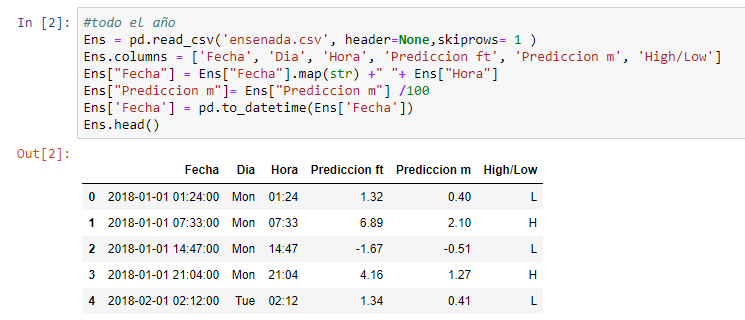 In [2]: #todo el año
Ens = pd.read_csv('ensenada.csv', header=None,skiprows= 1 )
Ens.columns = ['Fecha', 'Dia', 'Hora', 'Prediccion ft', 'Prediccion m', 'High/Low']
Ens["Fecha"] = Ens["Fecha"].map(str) +" "+ Ens["Hora"]
Ens["Prediccion m"]= Ens["Prediccion m"] /100
Ens['Fecha'] = pd.to_datetime(Ens['Fecha'])
Ens.head()
Out[2]:
Fecha Dia Hora Prediccion ft Prediccion m High/Low
0 2018-01-01 01:24:00 Mon 01:24 1.32 0.40 L
1 2018-01-01 07:33:00 Mon 07:33 6.89 2.10 H
2 2018-01-01 14:47:00 Mon 14:47 -1.67 -0.51 L
3 2018-01-01 21:04:00 Mon 21:04 4.16 1.27 H
4 2018-02-01 02:12:00 Tue 02:12 1.34 0.41 L